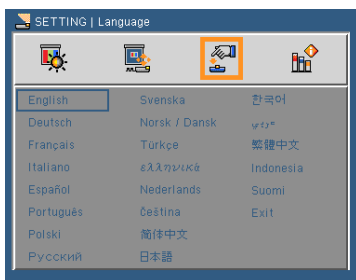 SETTING | Language
English
Deutsch
Français
Italiano
Español
Português
Polski
Русский
Svenska
Norsk / Dansk
Türkçe
ελληνικά
Nederlands
Čeština
简体中文
日本語
한국어
繁體中文
Indonesia
Suomi
Exit